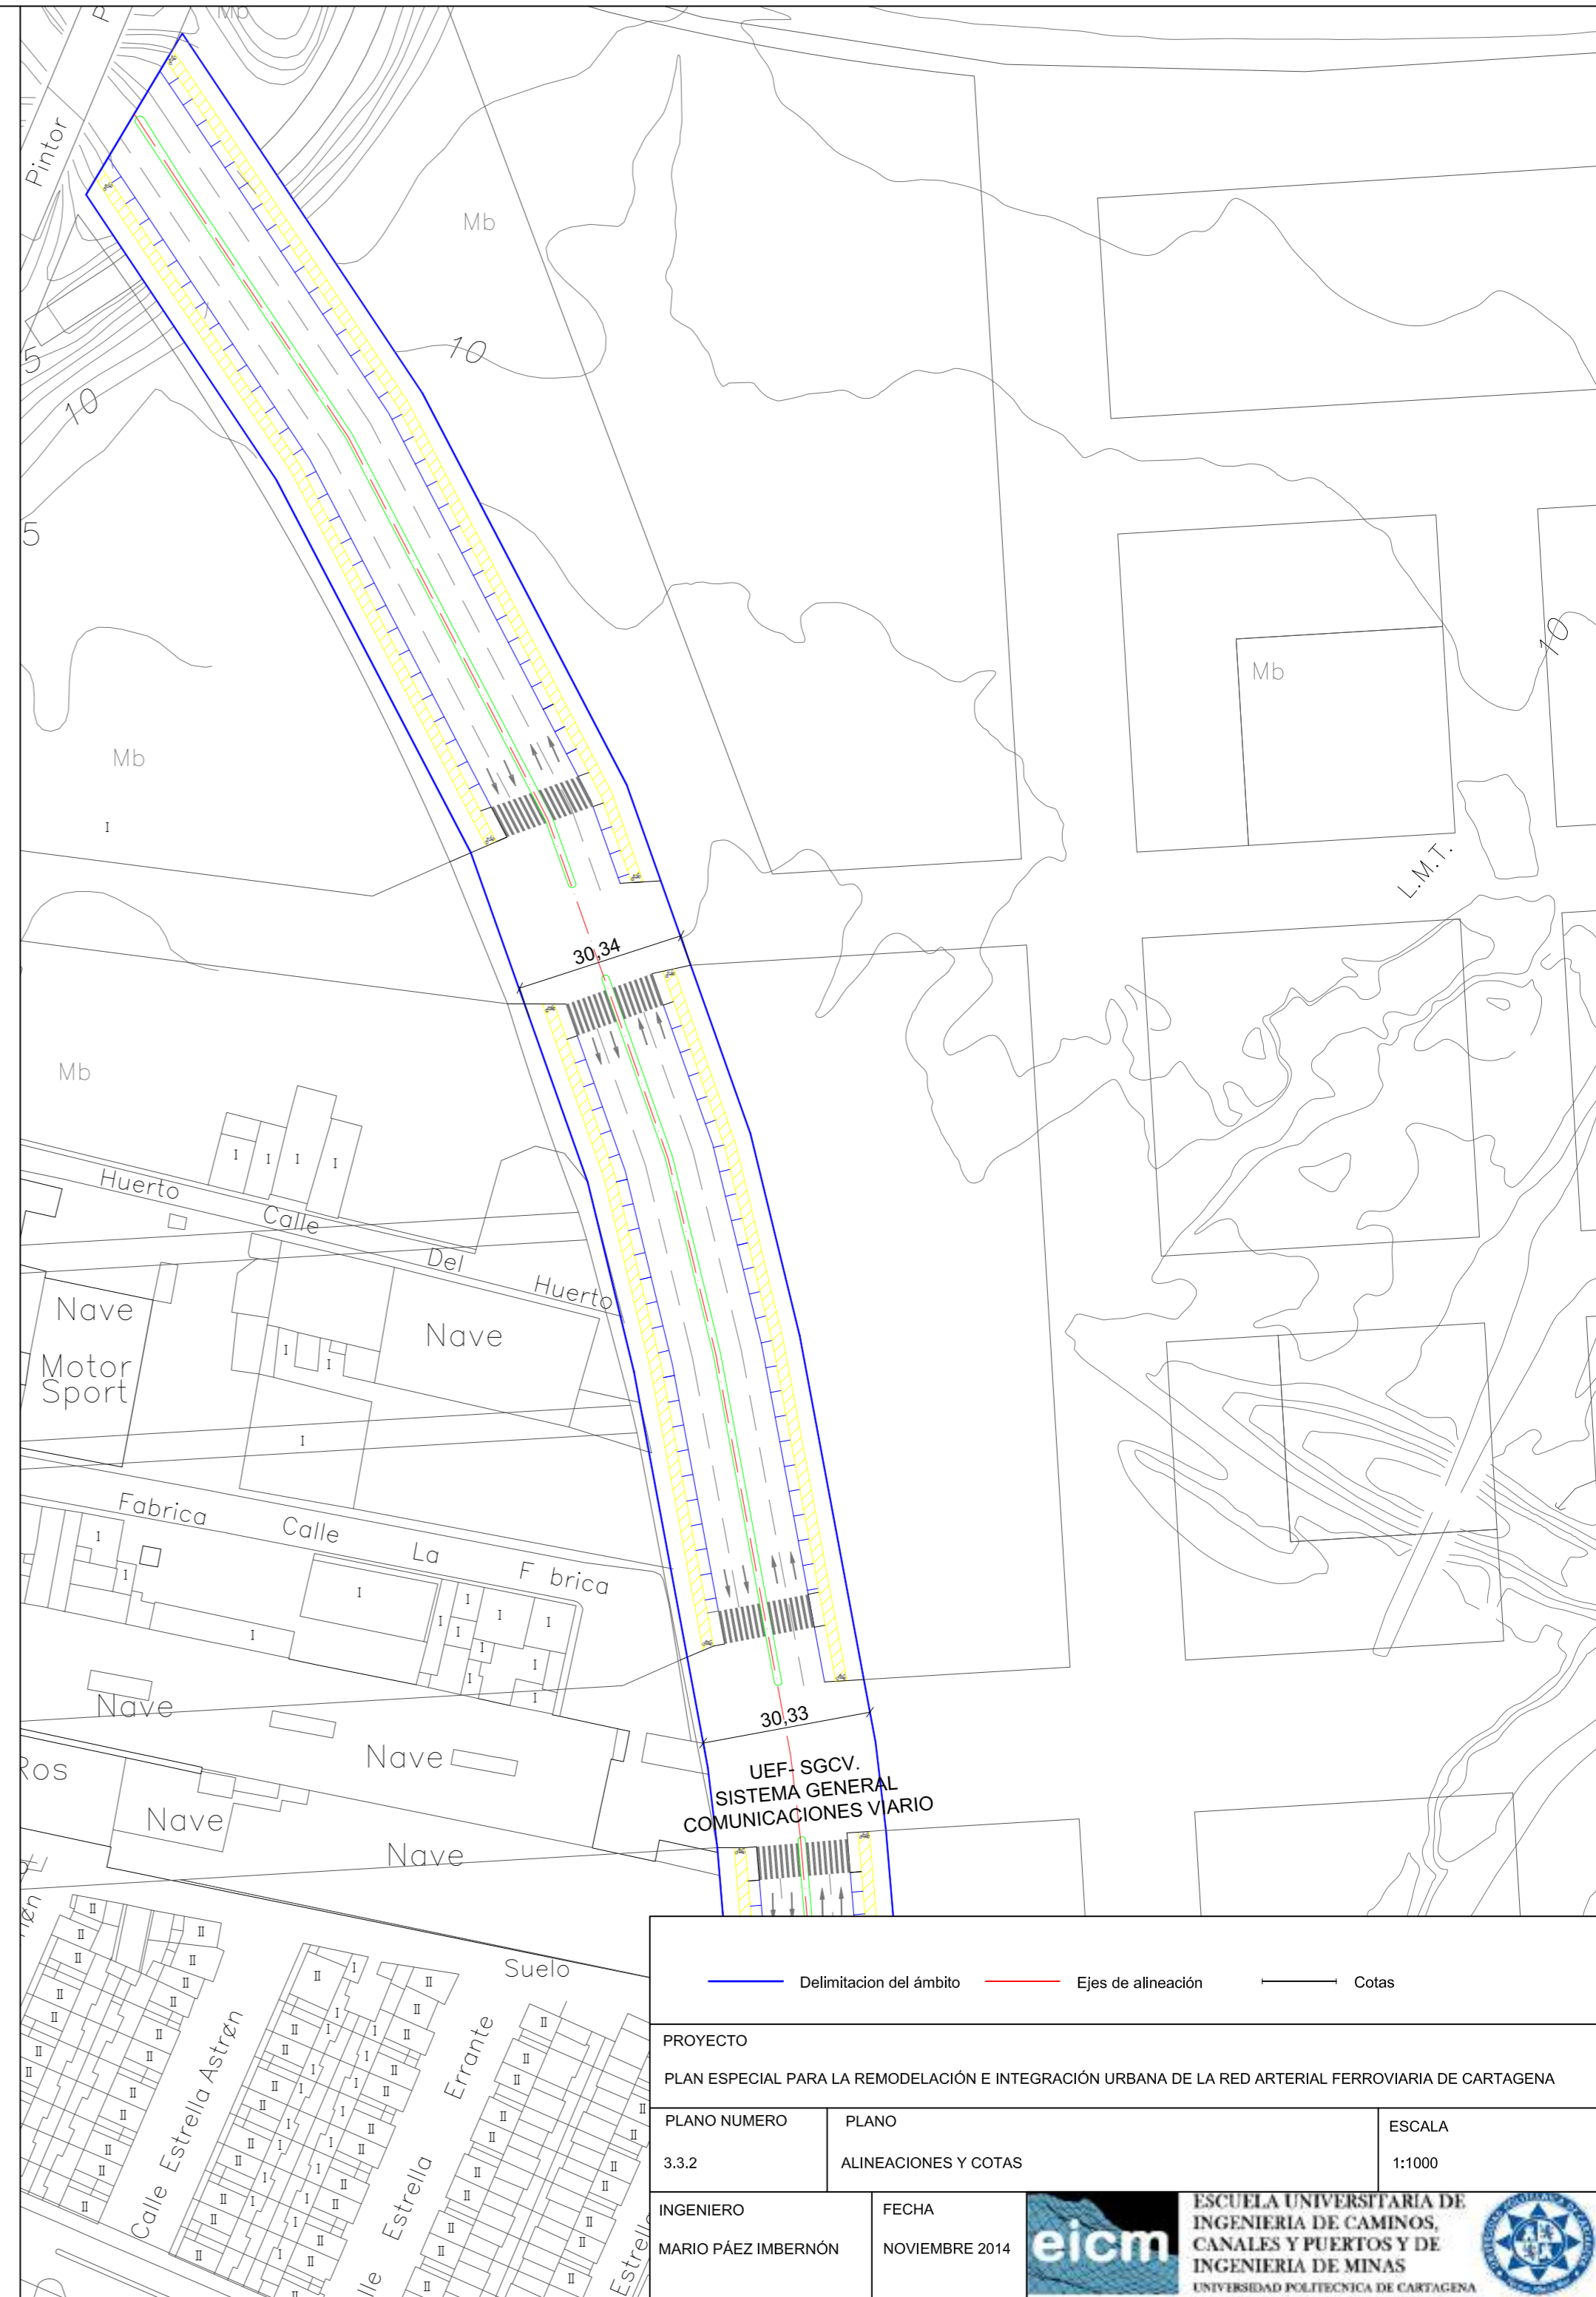 Mb
Pintor
Mb
10
5
10
5
Mb
10
Mb
I
L.M.T.
30,34
Mb
I
I
I
I
Huerto
Calle
Del
Huerto
Nave
Nave
Motor
Sport
I
I
I
Fabrica
Calle
La
F brica
I
I
I
I
I
I
I
I
I
I
I
I
I
Nave
30,33
Nave
UEF- SGCV.
SISTEMA GENERAL
COMUNICACIONES VIARIO
Ros
Nave
Nave
Suelo
Calle Estrella Astrøn
Estrella Errante
Estrella
Delimitacion del ámbito
Ejes de alineación
Cotas
PROYECTO
PLAN ESPECIAL PARA LA REMODELACIÓN E INTEGRACIÓN URBANA DE LA RED ARTERIAL FERROVIARIA DE CARTAGENA
PLANO NUMERO
PLANO
ESCALA
3.3.2
ALINEACIONES Y COTAS
1:1000
INGENIERO
FECHA
MARIO PÁEZ IMBERNÓN
NOVIEMBRE 2014
eicm
ESCUELA UNIVERSITARIA DE
INGENIERIA DE CAMINOS,
CANALES Y PUERTOS Y DE
INGENIERIA DE MINAS
UNIVERSIDAD POLITECNICA DE CARTAGENA